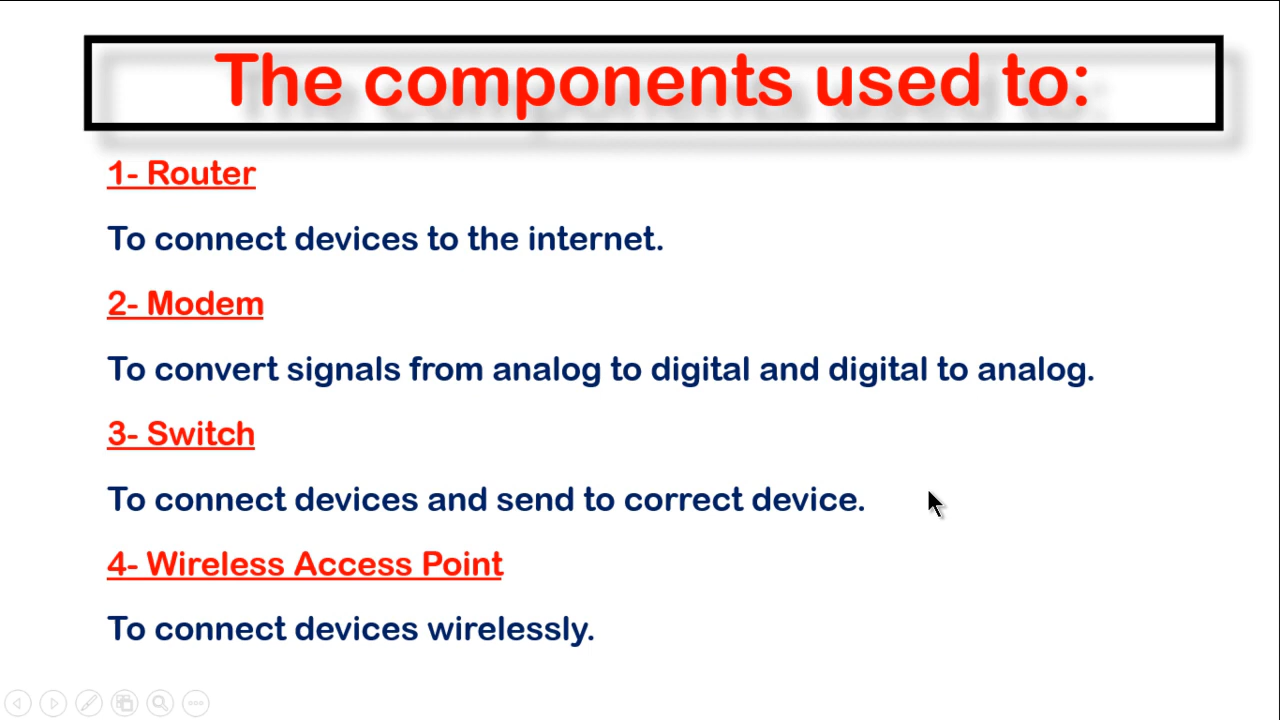 The components used to:
1- Router
To connect devices to the internet.
2- Modem
To convert signals from analog to digital and digital to analog.
3- Switch
To connect devices and send to correct device.
4- Wireless Access Point
To connect devices wirelessly.